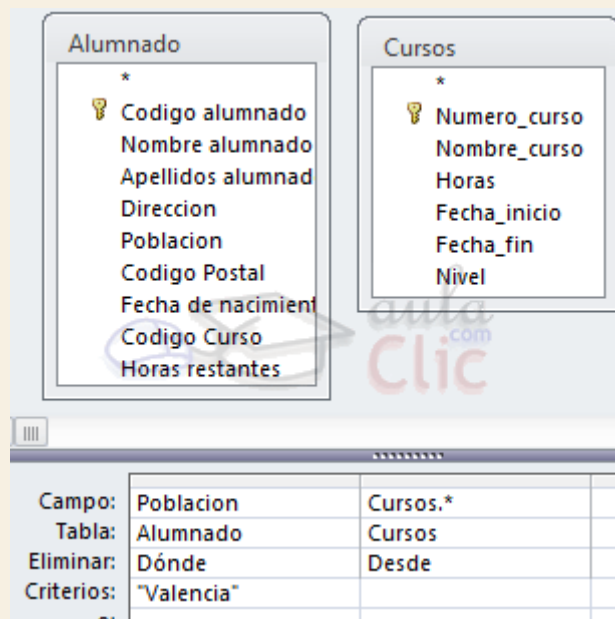 Alumnado
*
Codigo alumnado
Nombre alumnado
Apellidos alumnad
Direccion
Poblacion
Codigo Postal
Fecha de nacimient
Codigo Curso
Horas restantes
Cursos
*
Numero_curso
Nombre_curso
Horas
Fecha_inicio
Fecha_fin
Nivel
aula
.com
Clic
Campo: Poblacion Cursos.*
Tabla: Alumnado Cursos
Eliminar: Dónde Desde
Criterios: "Valencia"